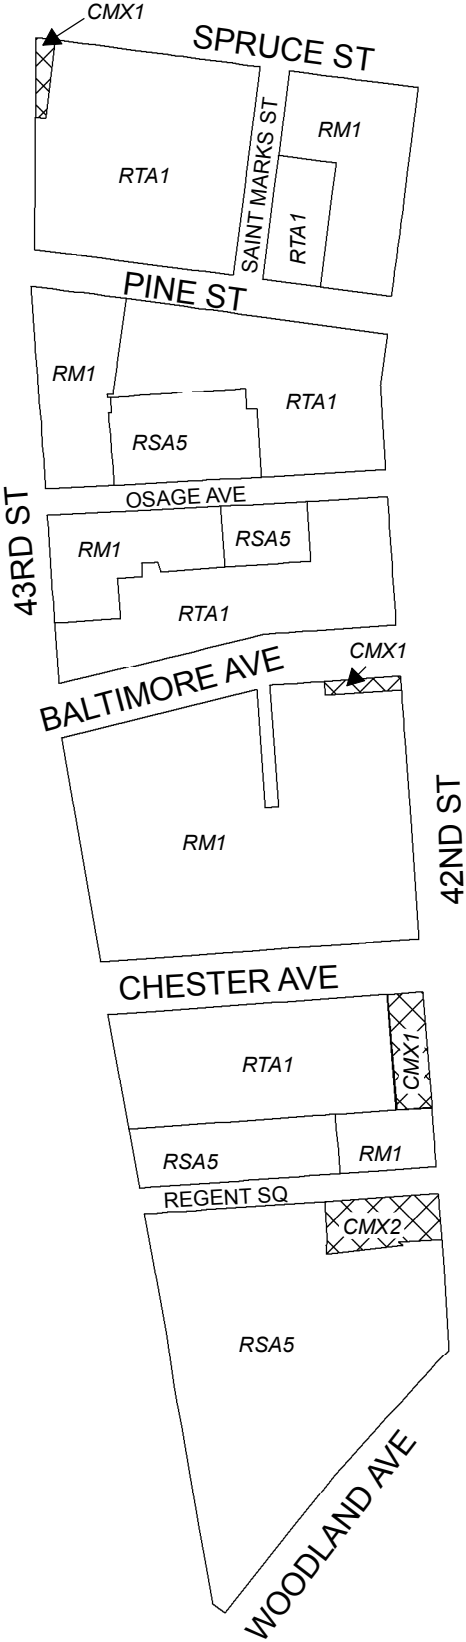 CMX1
SPRUCE ST
RM1
RTA1
SAINT MARKS ST
RTA1
PINE ST
RM1
RTA1
RSA5
OSAGE AVE
43RD ST
RM1
RSA5
RTA1
CMX1
BALTIMORE AVE
42ND ST
RM1
CHESTER AVE
RTA1
CMX1
RSA5
RM1
REGENT SQ
CMX2
RSA5
WOODLAND AVE